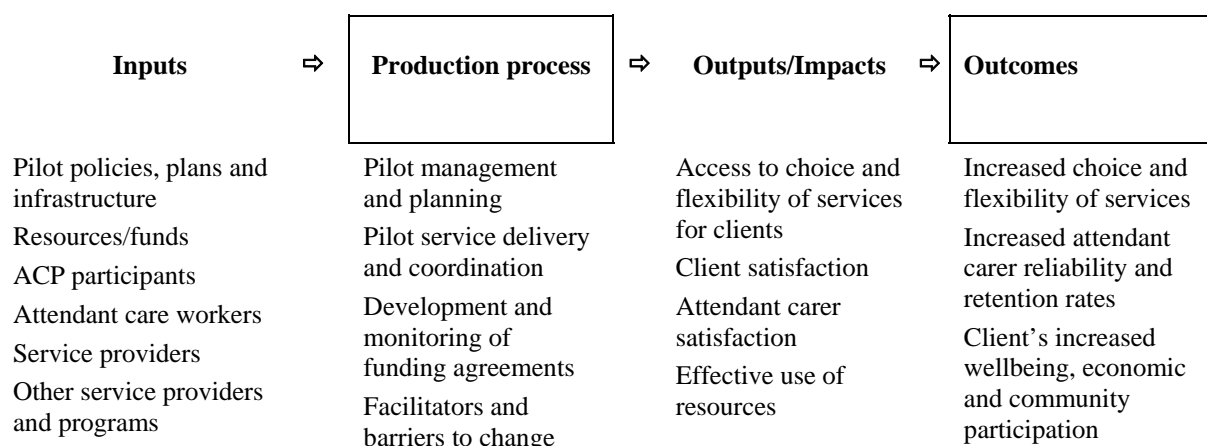 Inputs ⇨ Production process ⇨ Outputs/Impacts ⇨ Outcomes
Pilot policies, plans and
infrastructure
Resources/funds
ACP participants
Attendant care workers
Service providers
Other service providers
and programs
Pilot management
and planning
Pilot service delivery
and coordination
Development and
monitoring of
funding agreements
Facilitators and
barriers to change
Access to choice and
flexibility of services
for clients
Client satisfaction
Attendant carer
satisfaction
Effective use of
resources
Increased choice and
flexibility of services
Increased attendant
carer reliability and
retention rates
Client's increased
wellbeing, economic
and community
participation